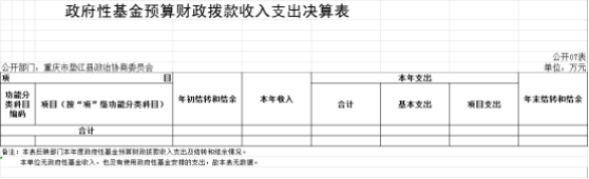 政府性基金预算财政拨款收入支出决算表
公开07表
公开部门：重庆市垫江县政治协商委员会
单位：万元
项 目 年初结转和结余 本年收入 本年支出 年末结转和结余
功能分类科目编码 项目（按“项”级功能分类科目） 合计 基本支出 项目支出
合计
备注：本表反映部门本年度政府性基金预算财政拨款收入支出及结转和结余情况。
本单位无政府性基金收入，也没有使用政府性基金安排的支出，故本表无数据。